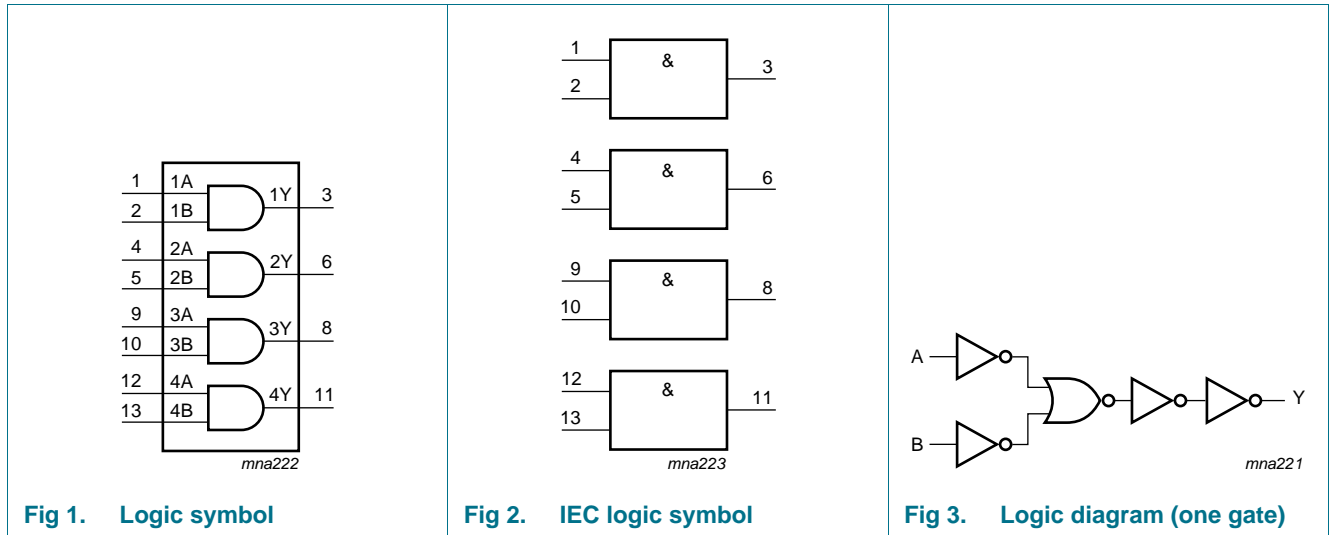 1 1A 1Y 3
2 1B
4 2A 2Y 6
5 2B
9 3A 3Y 8
10 3B
12 4A 4Y 11
13 4B
mna222
Fig 1. Logic symbol
1 & 3
2
4 & 6
5
9 & 8
10
12 & 11
13
mna223
Fig 2. IEC logic symbol
A
Y
B
mna221
Fig 3. Logic diagram (one gate)